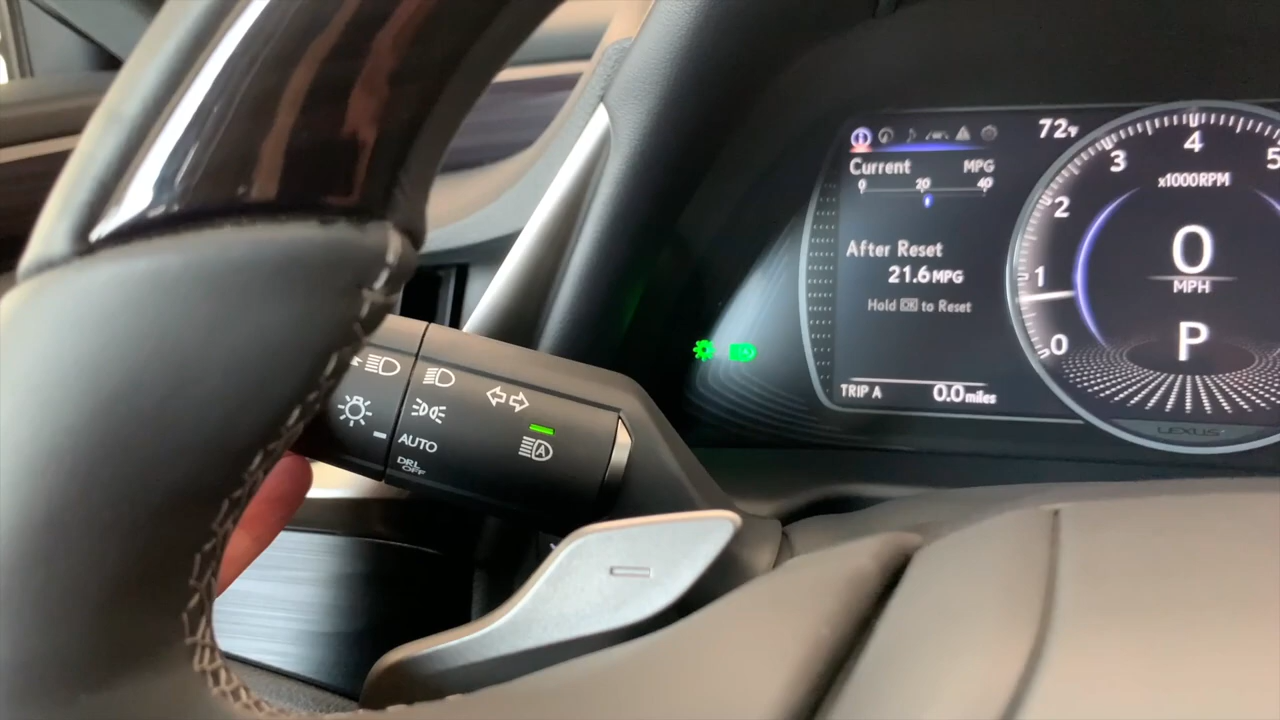 72°F
Current MPG
0 20 40
After Reset
21.6 MPG
Hold OK to Reset
TRIP A 0.0 miles
0 1 2 3 4 5
x1000RPM
0
MPH
P
LEXUS
AUTO
DRL
OFF
A